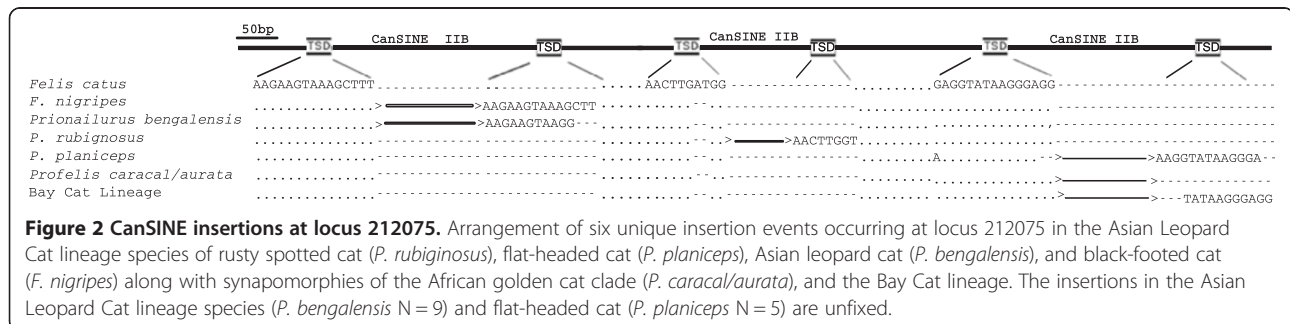 50bp
TSD CanSINE IIB TSD TSD CanSINE IIB TSD TSD CanSINE IIB TSD
Felis catus AAGAAGTAAAGCTTT AACTTGATGG GAGGTATAAGGGAGG
F. nigripes > >AAGAAGTAAAGCTT
Prionailurus bengalensis > >AAGAAGTAAGG---
P. rubignosus > >AACTTGGT
P. planiceps A > >AAGGTATAAGGGA--
Profelis caracal/aurata > >
Bay Cat Lineage > >---TATAAGGGAGG
Figure 2 CanSINE insertions at locus 212075. Arrangement of six unique insertion events occurring at locus 212075 in the Asian Leopard
Cat lineage species of rusty spotted cat (P. rubiginosus), flat-headed cat (P. planiceps), Asian leopard cat (P. bengalensis), and black-footed cat
(F. nigripes) along with synapomorphies of the African golden cat clade (P. caracal/aurata), and the Bay Cat lineage. The insertions in the Asian
Leopard Cat lineage species (P. bengalensis N = 9) and flat-headed cat (P. planiceps N = 5) are unfixed.